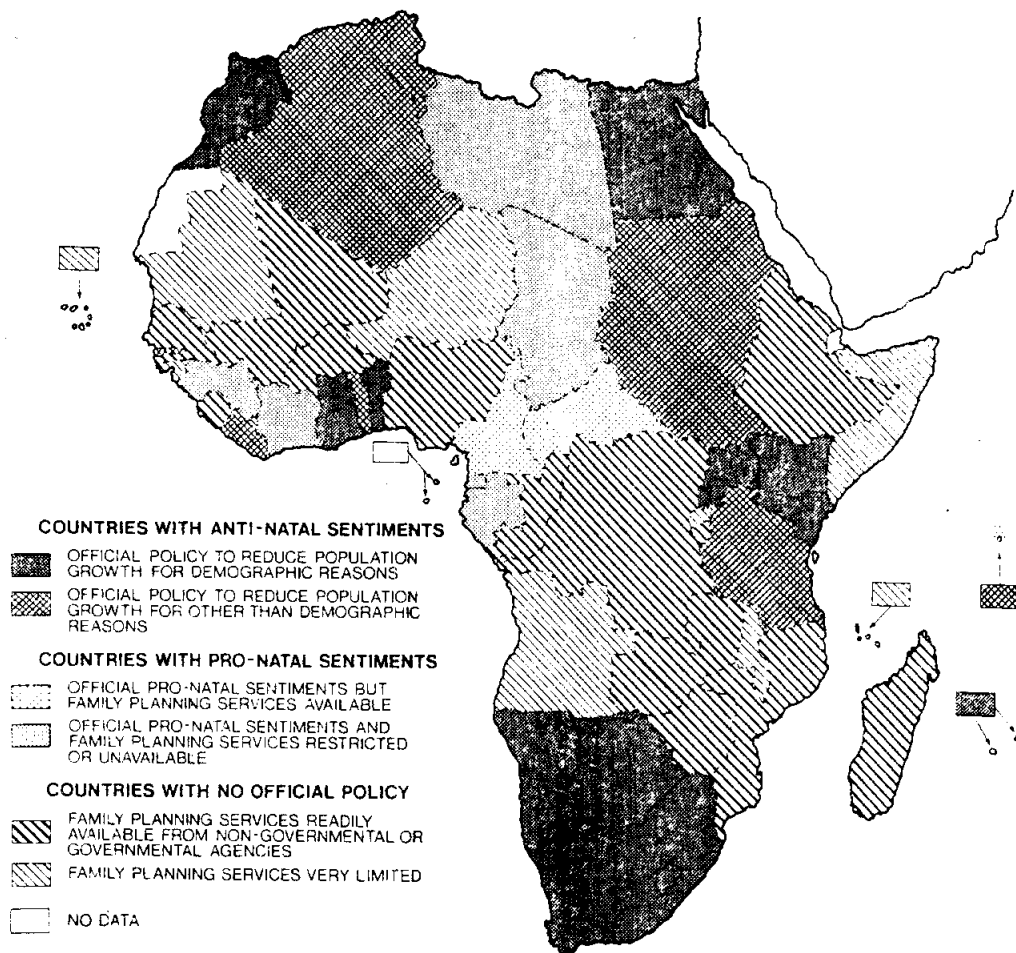 COUNTRIES WITH ANTI-NATAL SENTIMENTS
OFFICIAL POLICY TO REDUCE POPULATION
GROWTH FOR DEMOGRAPHIC REASONS
OFFICIAL POLICY TO REDUCE POPULATION
GROWTH FOR OTHER THAN DEMOGRAPHIC
REASONS
COUNTRIES WITH PRO-NATAL SENTIMENTS
OFFICIAL PRO-NATAL SENTIMENTS BUT
FAMILY PLANNING SERVICES AVAILABLE
OFFICIAL PRO-NATAL SENTIMENTS AND
FAMILY PLANNING SERVICES RESTRICTED
OR UNAVAILABLE
COUNTRIES WITH NO OFFICIAL POLICY
FAMILY PLANNING SERVICES READILY
AVAILABLE FROM NON-GOVERNMENTAL OR
GOVERNMENTAL AGENCIES
FAMILY PLANNING SERVICES VERY LIMITED
NO DATA